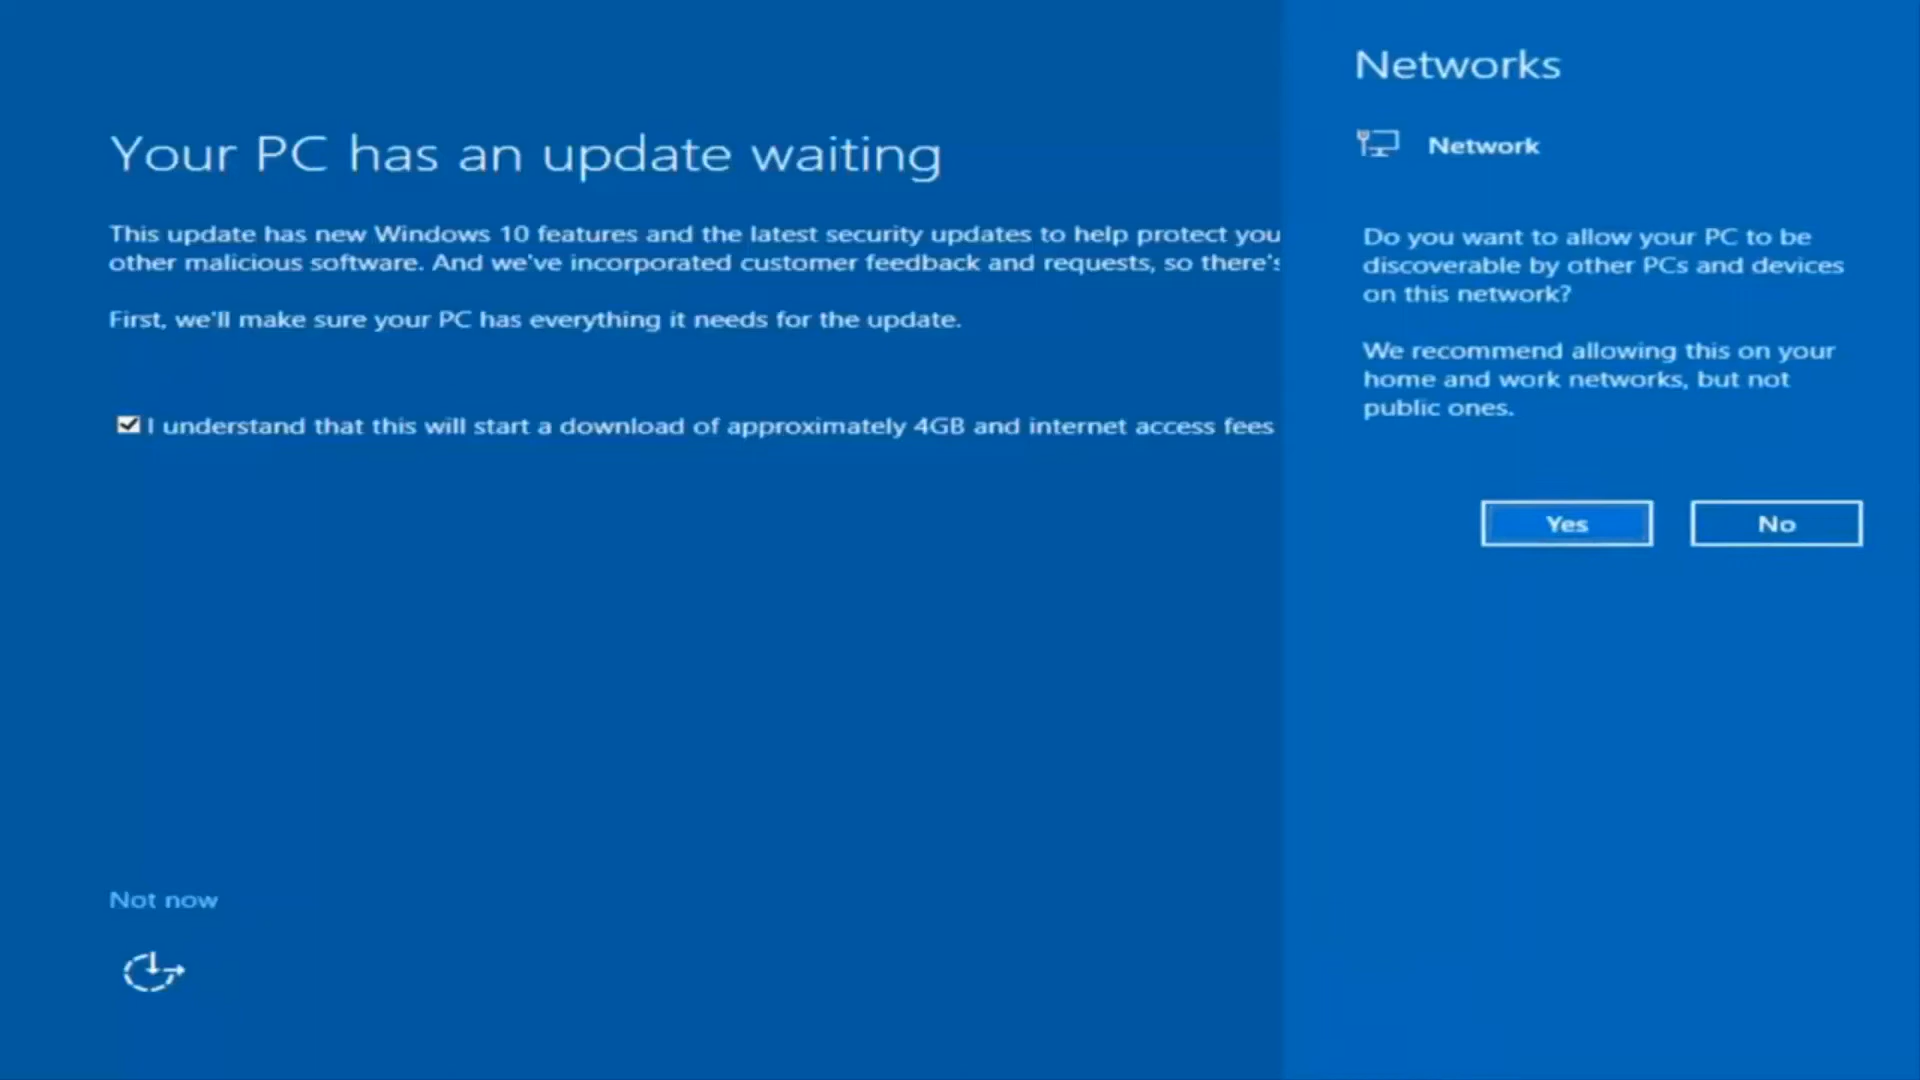 Your PC has an update waiting
This update has new Windows 10 features and the latest security updates to help protect you
other malicious software. And we've incorporated customer feedback and requests, so there's
First, we'll make sure your PC has everything it needs for the update.
I understand that this will start a download of approximately 4GB and internet access fees
Not now
Networks
Network
Do you want to allow your PC to be
discoverable by other PCs and devices
on this network?
We recommend allowing this on your
home and work networks, but not
public ones.
Yes
No